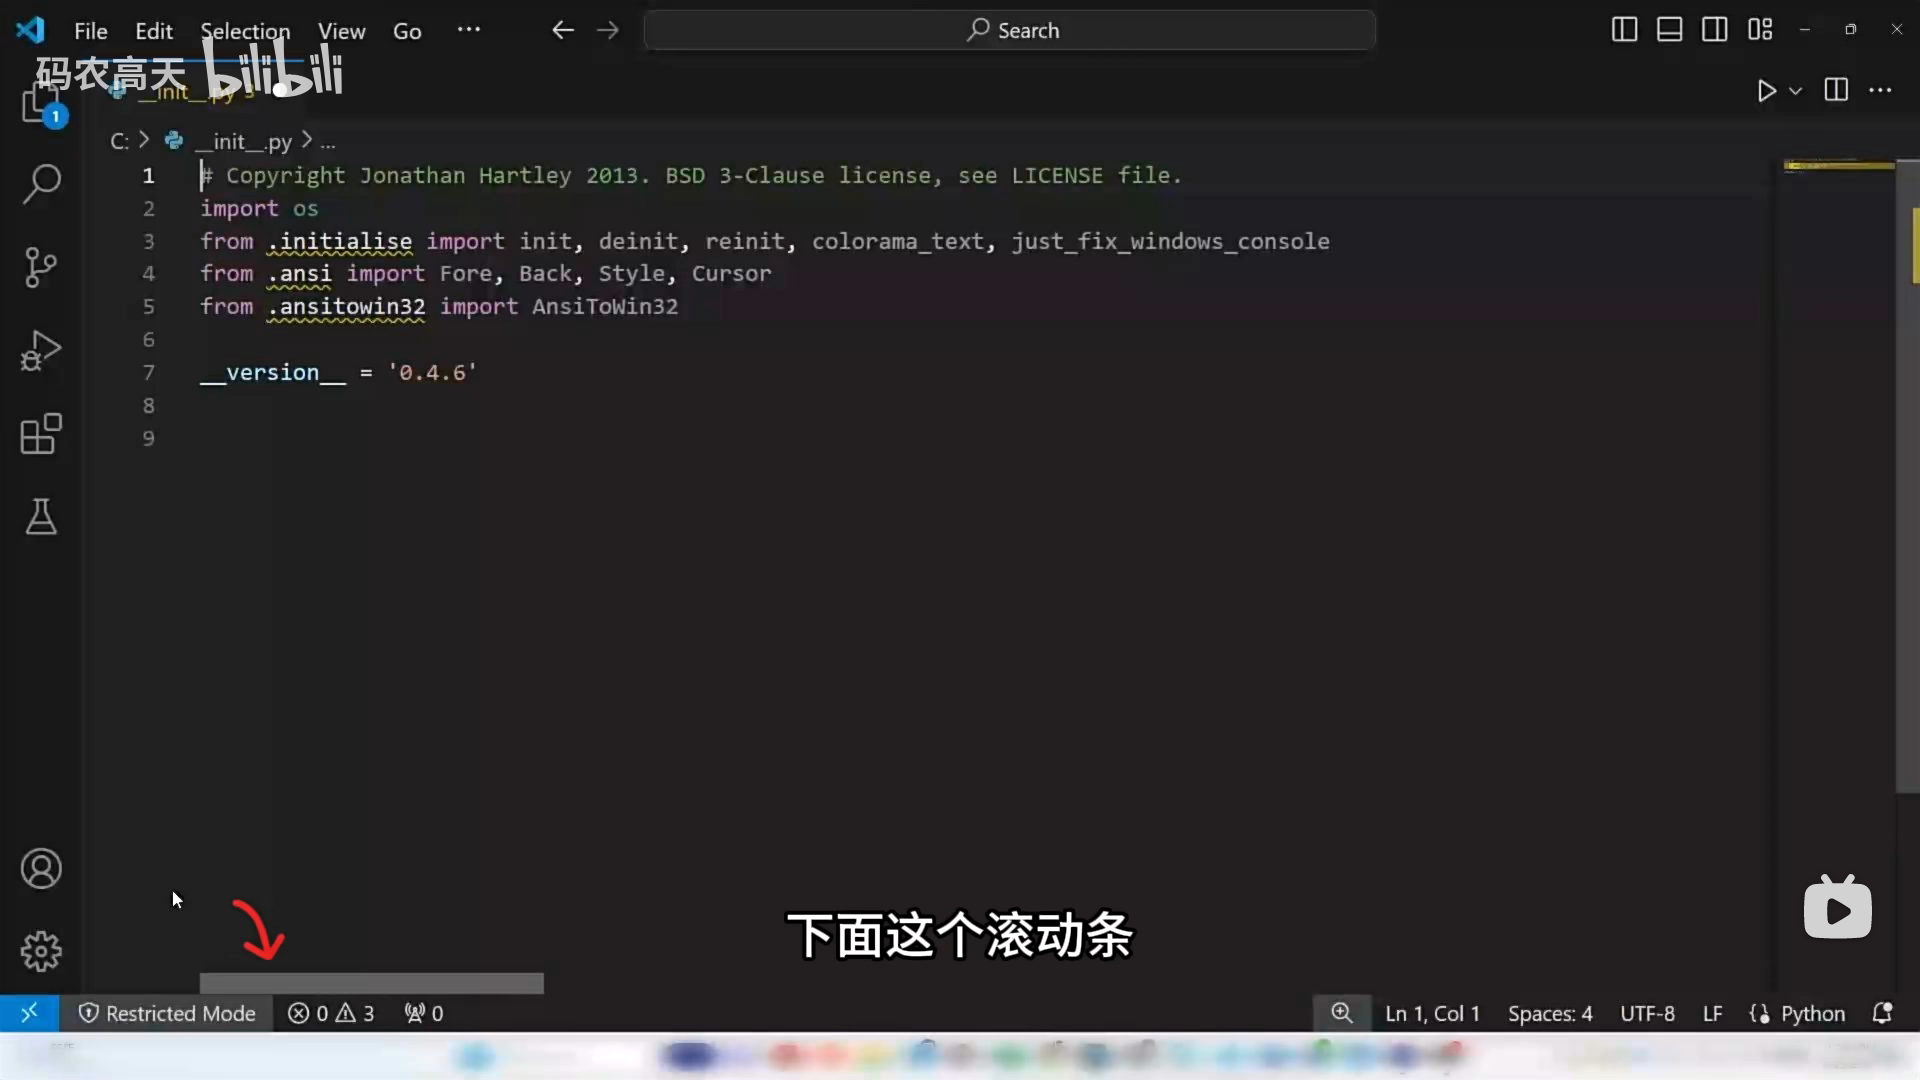 File Edit Selection View Go ··· Search
码农高天 bilibili
__init__.py 3
1
C: > __init__.py > ...
1 # Copyright Jonathan Hartley 2013. BSD 3-Clause license, see LICENSE file.
2 import os
3 from .initialise import init, deinit, reinit, colorama_text, just_fix_windows_console
4 from .ansi import Fore, Back, Style, Cursor
5 from .ansitowin32 import AnsiToWin32
6
7 __version__ = '0.4.6'
8
9
下面这个滚动条
Restricted Mode 0 3 0 Ln 1, Col 1 Spaces: 4 UTF-8 LF Python